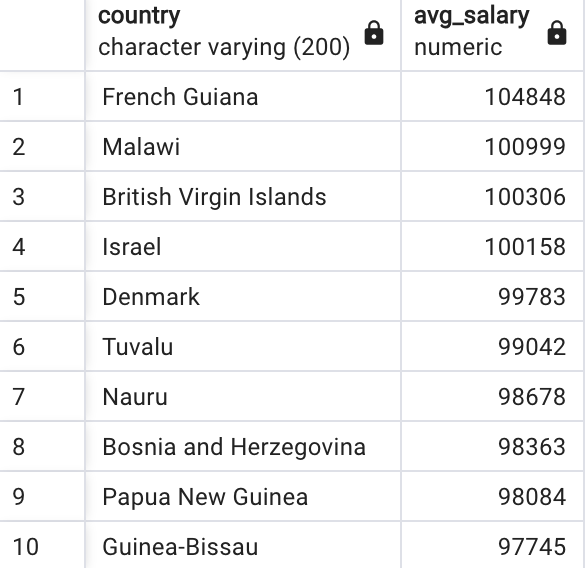 country avg_salary
character varying (200) numeric
1 French Guiana 104848
2 Malawi 100999
3 British Virgin Islands 100306
4 Israel 100158
5 Denmark 99783
6 Tuvalu 99042
7 Nauru 98678
8 Bosnia and Herzegovina 98363
9 Papua New Guinea 98084
10 Guinea-Bissau 97745